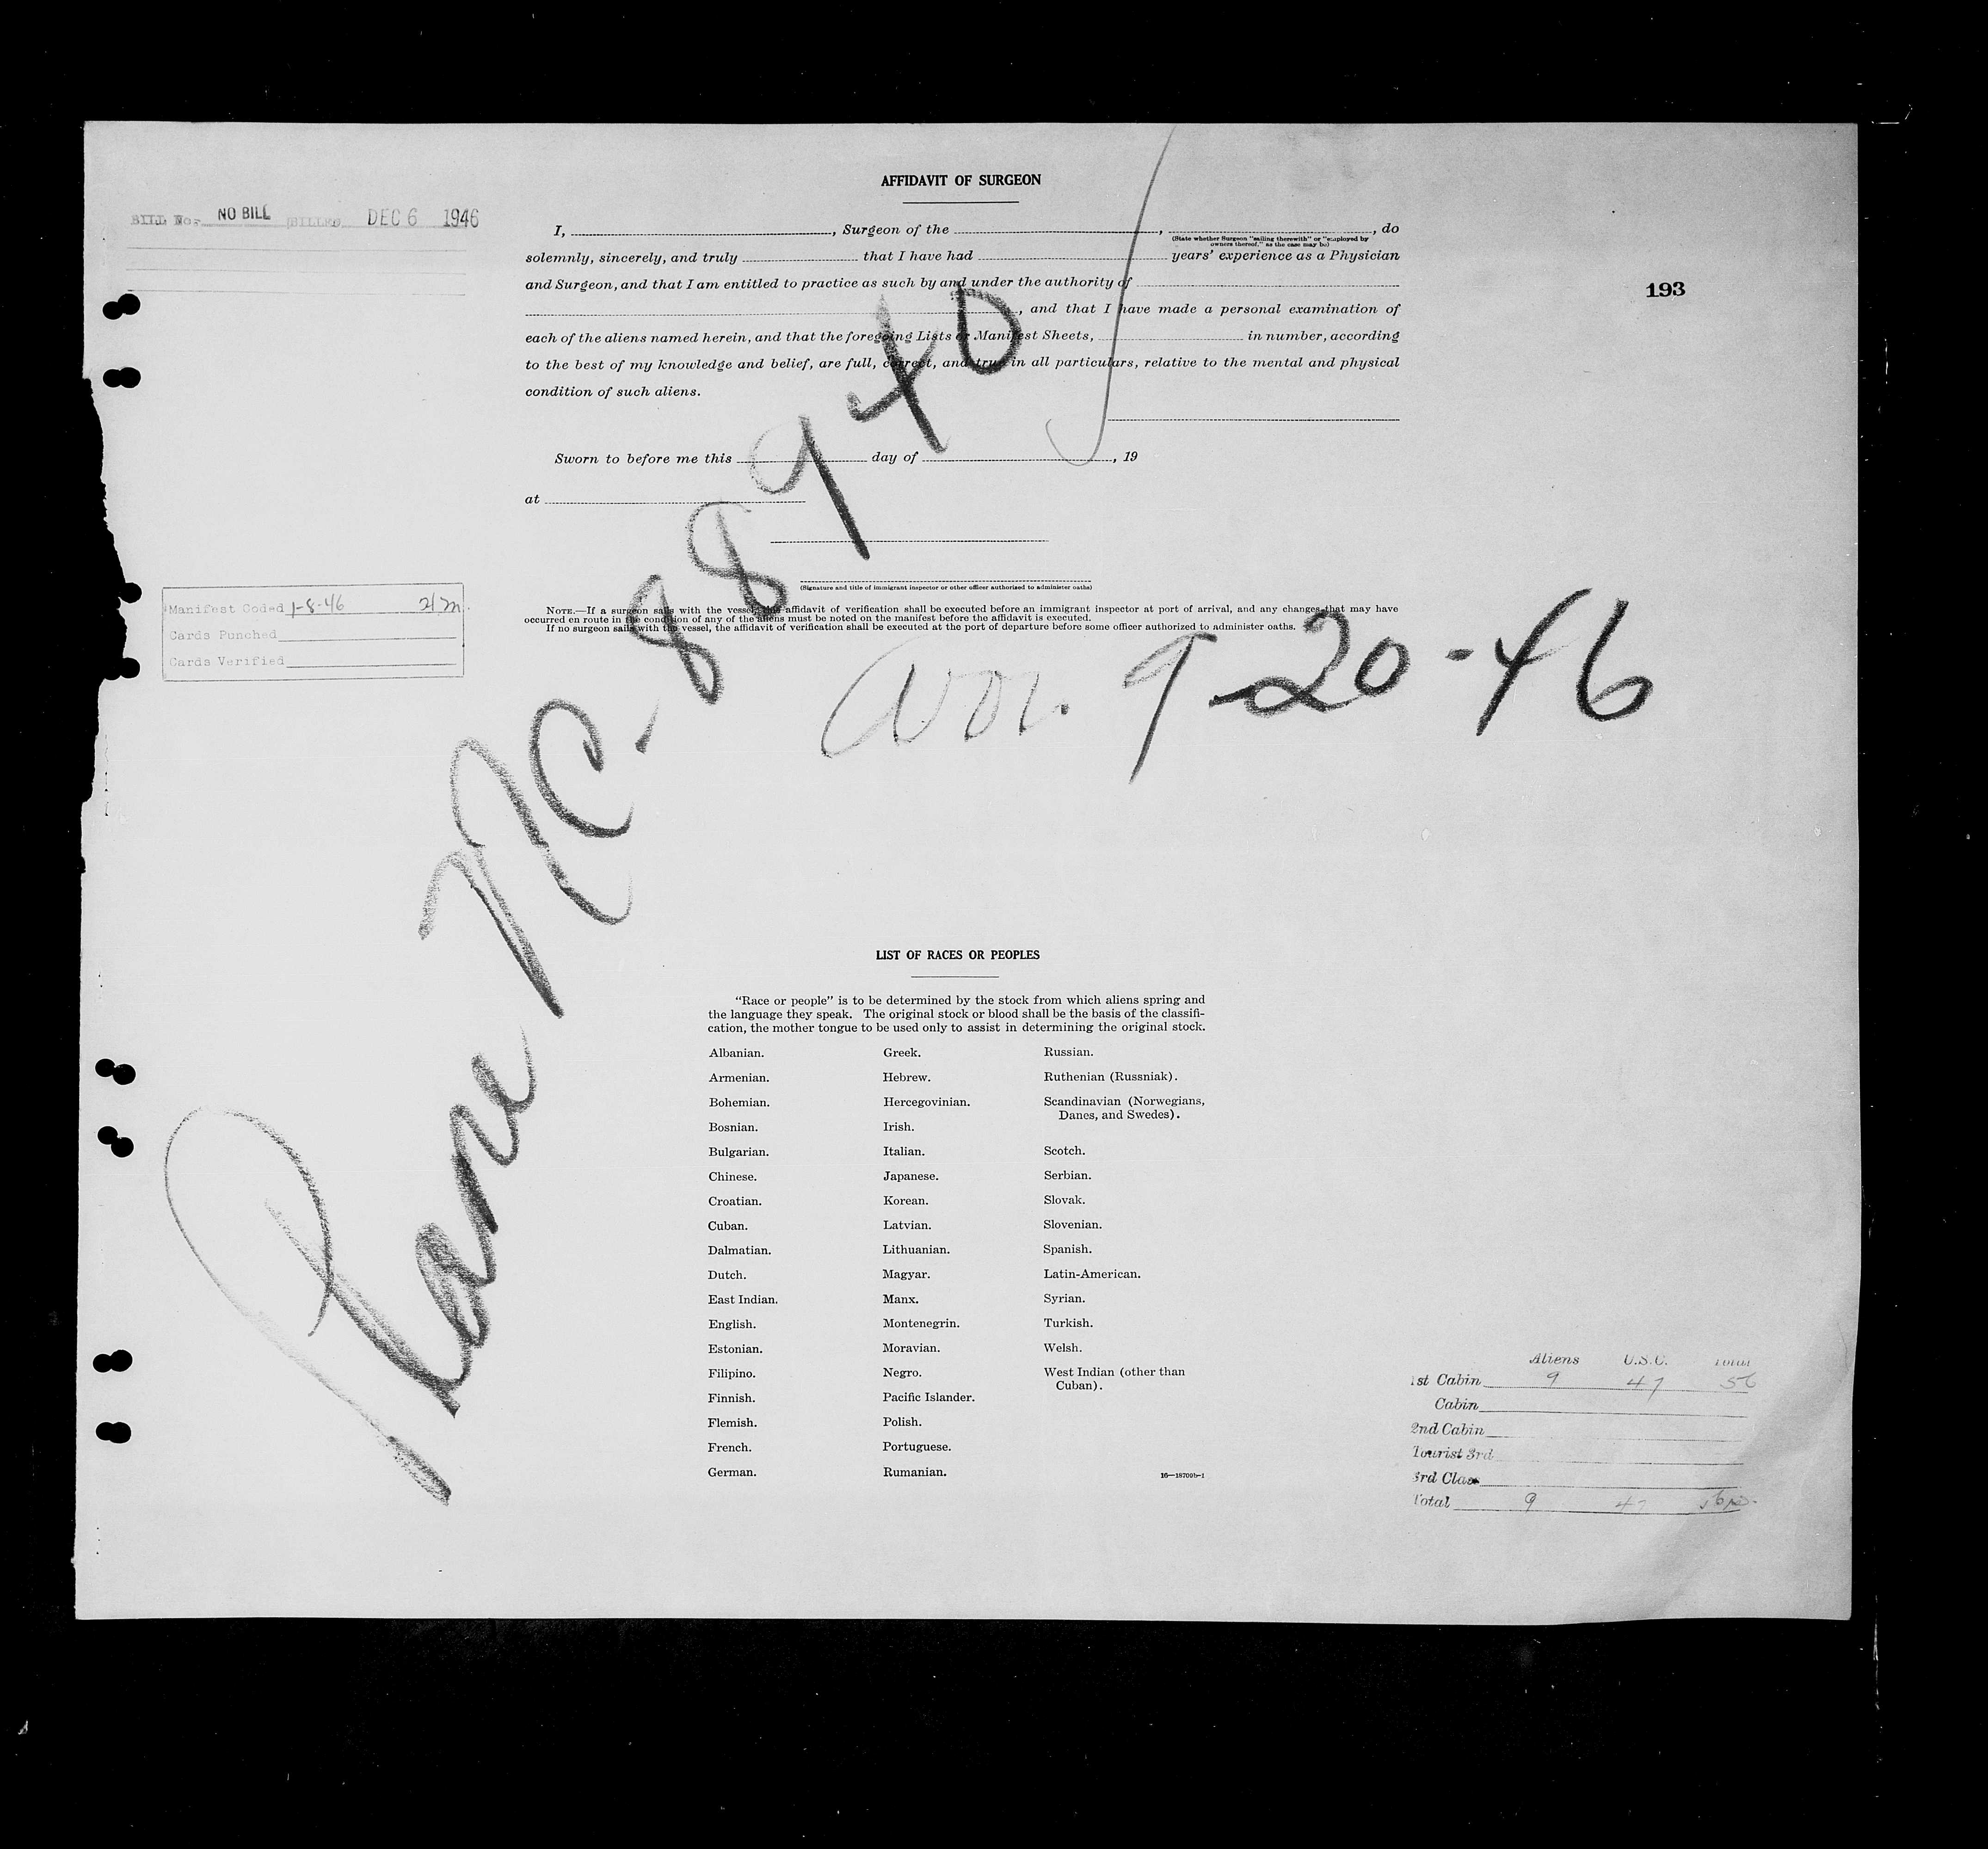 AFFIDAVIT OF SURGEON
BILL No. NO BILL BILLED DEC 6 1946
I, , Surgeon of the , , do
(State whether Surgeon "sailing therewith" or "employed by
owners thereof," as the case may be)
solemnly, sincerely, and truly that I have had years' experience as a Physician
and Surgeon, and that I am entitled to practice as such by and under the authority of
, and that I have made a personal examination of
each of the aliens named herein, and that the foregoing Lists or Manifest Sheets, in number, according
to the best of my knowledge and belief, are full, correct, and true in all particulars, relative to the mental and physical
condition of such aliens.
193
Sworn to before me this day of , 19
at
(Signature and title of immigrant inspector or other officer authorized to administer oaths)
NOTE.—If a surgeon sails with the vessel, this affidavit of verification shall be executed before an immigrant inspector at port of arrival, and any changes that may have
occurred en route in the condition of any of the aliens must be noted on the manifest before the affidavit is executed.
If no surgeon sails with the vessel, the affidavit of verification shall be executed at the port of departure before some officer authorized to administer oaths.
Manifest Coded 1-8-46
Cards Punched
Cards Verified
Plane NC-88940
Arr. 9-20-46
LIST OF RACES OR PEOPLES
"Race or people" is to be determined by the stock from which aliens spring and
the language they speak. The original stock or blood shall be the basis of the classifi-
cation, the mother tongue to be used only to assist in determining the original stock.
Albanian. Greek. Russian.
Armenian. Hebrew. Ruthenian (Russniak).
Bohemian. Hercegovinian. Scandinavian (Norwegians,
Danes, and Swedes).
Bosnian. Irish.
Bulgarian. Italian. Scotch.
Chinese. Japanese. Serbian.
Croatian. Korean. Slovak.
Cuban. Latvian. Slovenian.
Dalmatian. Lithuanian. Spanish.
Dutch. Magyar. Latin-American.
East Indian. Manx. Syrian.
English. Montenegrin. Turkish.
Estonian. Moravian. Welsh.
Filipino. Negro. West Indian (other than
Cuban).
Finnish. Pacific Islander.
Flemish. Polish.
French. Portuguese.
German. Rumanian. 16—18700b-1
Aliens U.S.C. Total
1st Cabin 9 47 56
Cabin
2nd Cabin
Tourist 3rd
3rd Class
Total 9 47